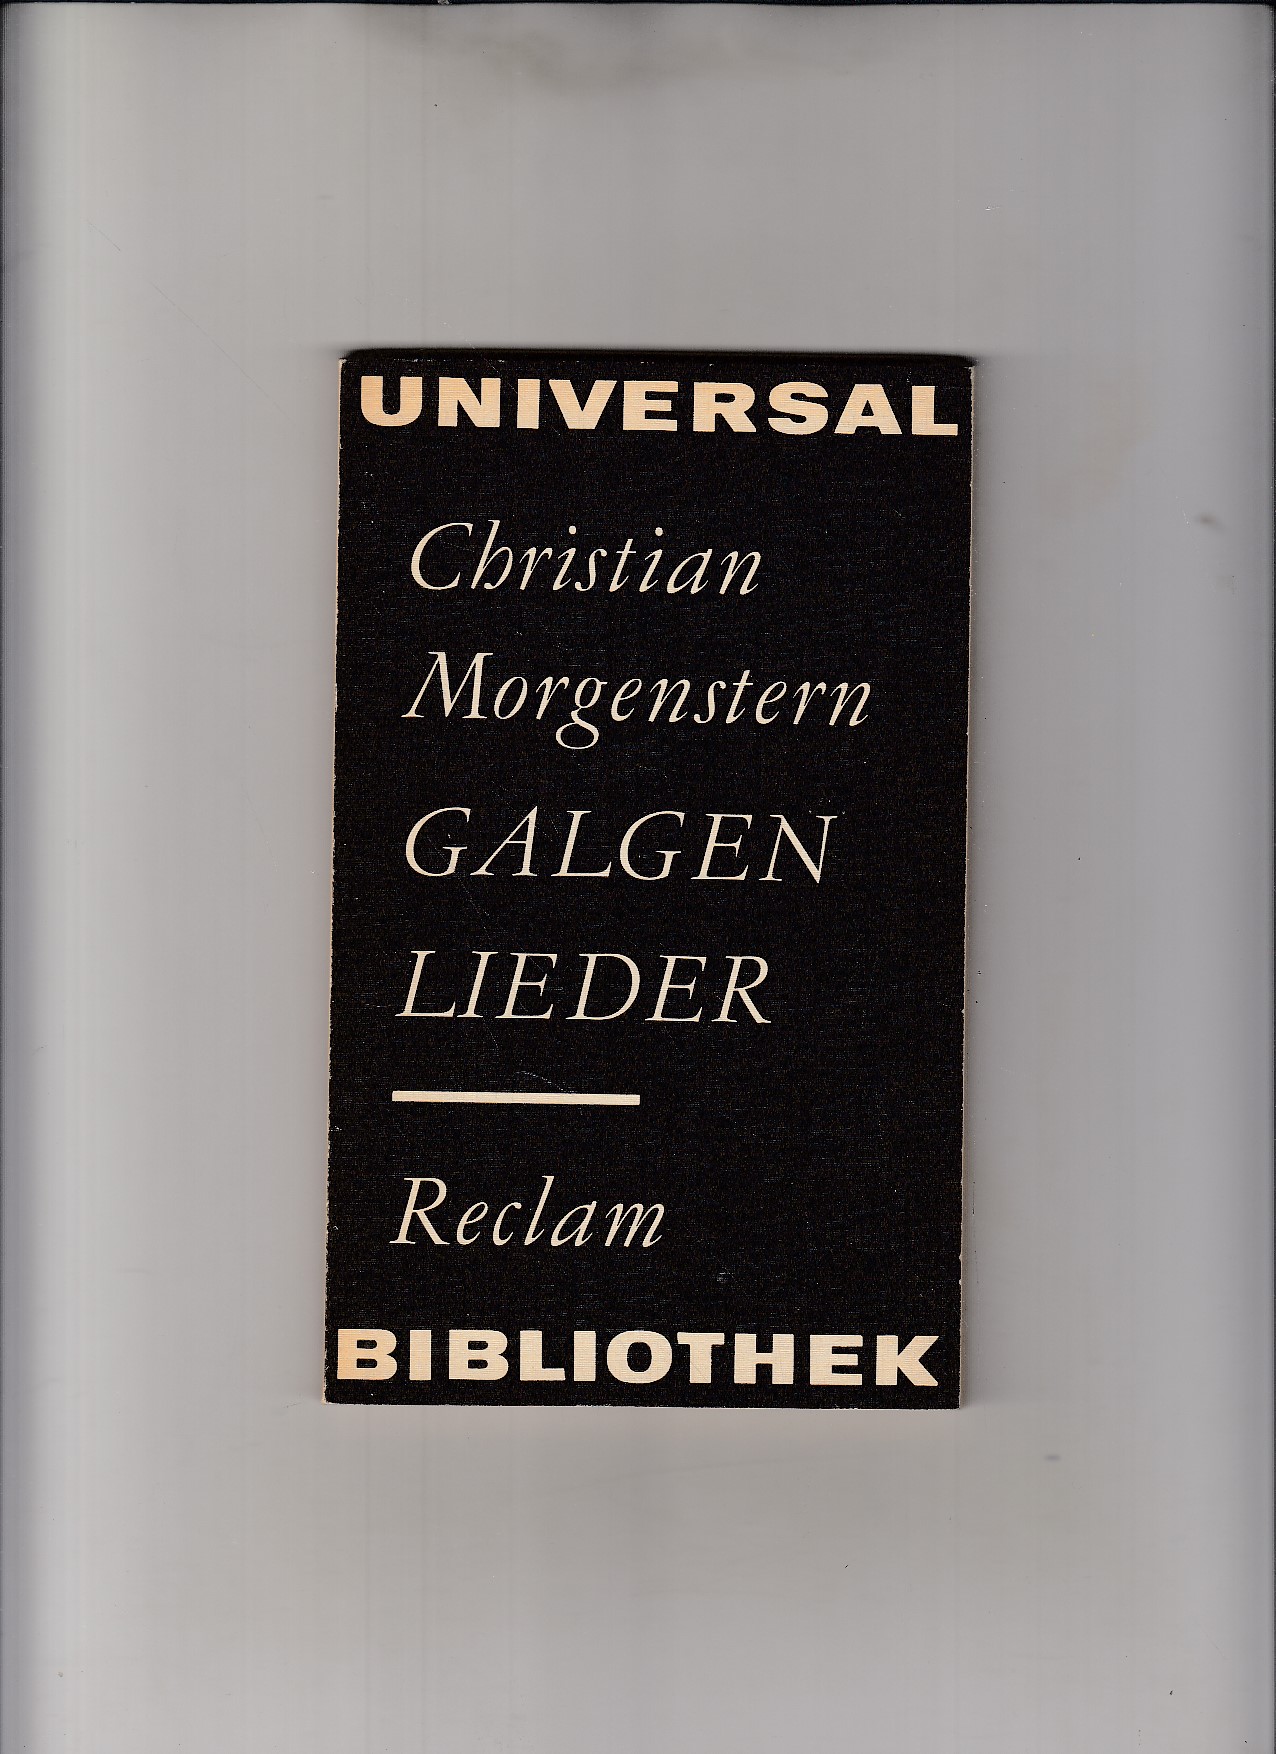 UNIVERSAL
Christian
Morgenstern
GALGEN
LIEDER
Reclam
BIBLIOTHEK